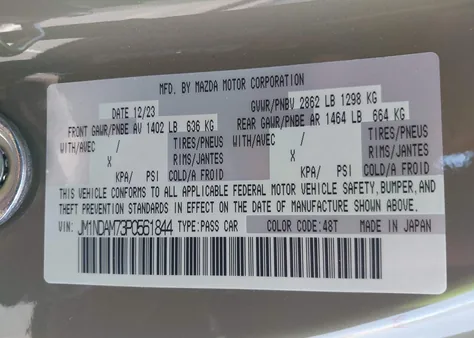 MFD. BY MAZDA MOTOR CORPORATION
DATE 12/23 GVWR/PNBV 2862 LB 1298 KG
FRONT GAWR/PNBE AV 1402 LB 636 KG REAR GAWR/PNBE AR 1464 LB 664 KG
WITH/AVEC / TIRES/PNEUS WITH/AVEC / TIRES/PNEUS
X RIMS/JANTES X RIMS/JANTES
KPA/ PSI COLD/A FROID KPA/ PSI COLD/A FROID
THIS VEHICLE CONFORMS TO ALL APPLICABLE FEDERAL MOTOR VEHICLE SAFETY, BUMPER, AND
THEFT PREVENTION STANDARDS IN EFFECT ON THE DATE OF MANUFACTURE SHOWN ABOVE.
VIN: JM1NDAM73P0561844 TYPE:PASS CAR COLOR CODE:48T MADE IN JAPAN